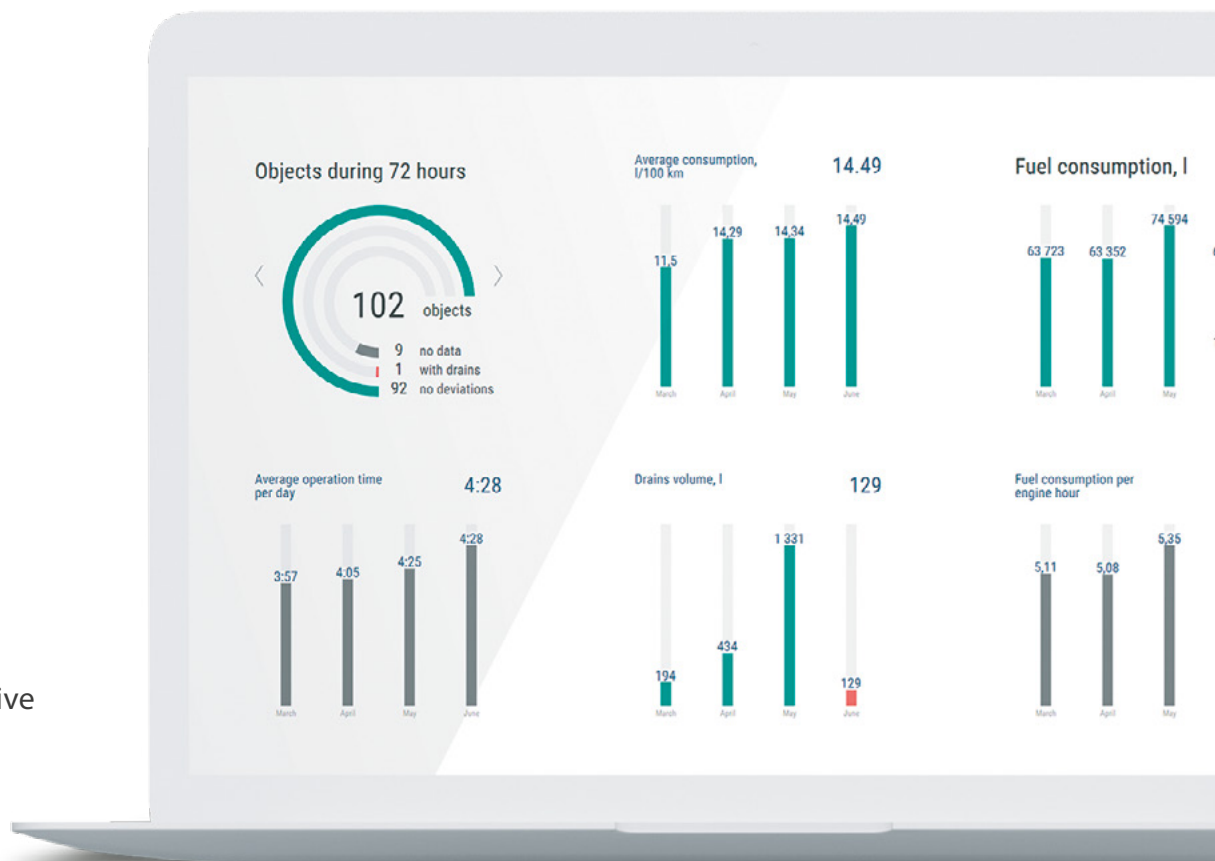 Objects during 72 hours
102 objects
9 no data
1 with drains
92 no deviations
Average consumption,
l/100 km
14.49
11,5
14,29
14,34
14,49
March
April
May
June
Fuel consumption, l
63 723
63 352
74 594
March
April
May
Average operation time
per day
4:28
3:57
4:05
4:25
4:28
March
April
May
June
Drains volume, l
129
194
434
1 331
129
March
April
May
June
Fuel consumption per
engine hour
5,11
5,08
5,35
March
April
May
ive